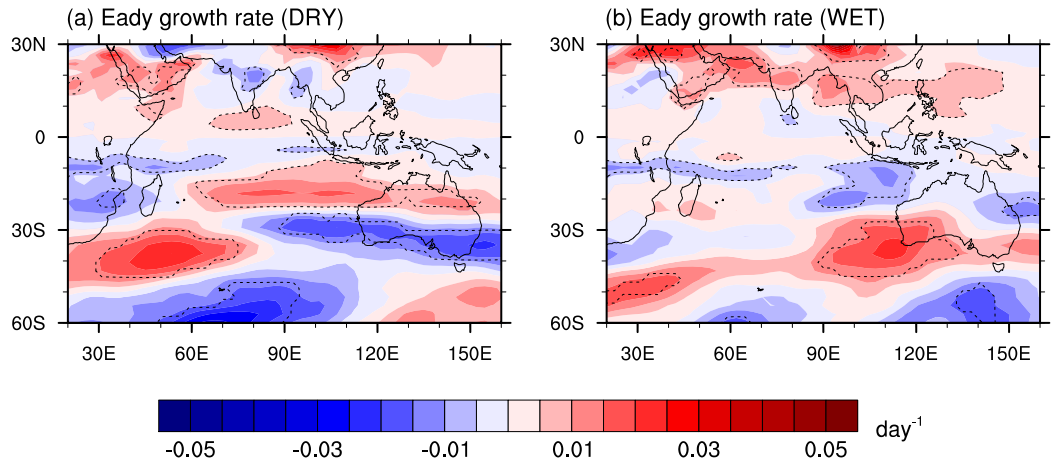 (a) Eady growth rate (DRY)
(b) Eady growth rate (WET)
30N
0
30S
60S
30E 60E 90E 120E 150E
30N
0
30S
60S
30E 60E 90E 120E 150E
-0.05 -0.03 -0.01 0.01 0.03 0.05 day⁻¹